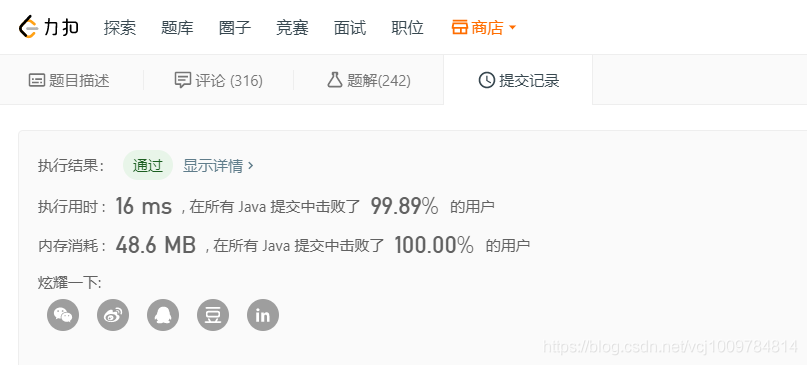 力扣 探索 题库 圈子 竞赛 面试 职位 商店
题目描述 评论 (316) 题解(242) 提交记录
执行结果： 通过 显示详情 >
执行用时 : 16 ms , 在所有 Java 提交中击败了 99.89% 的用户
内存消耗 : 48.6 MB , 在所有 Java 提交中击败了 100.00% 的用户
炫耀一下:
豆 in
https://blog.csdn.net/vcj1009784814